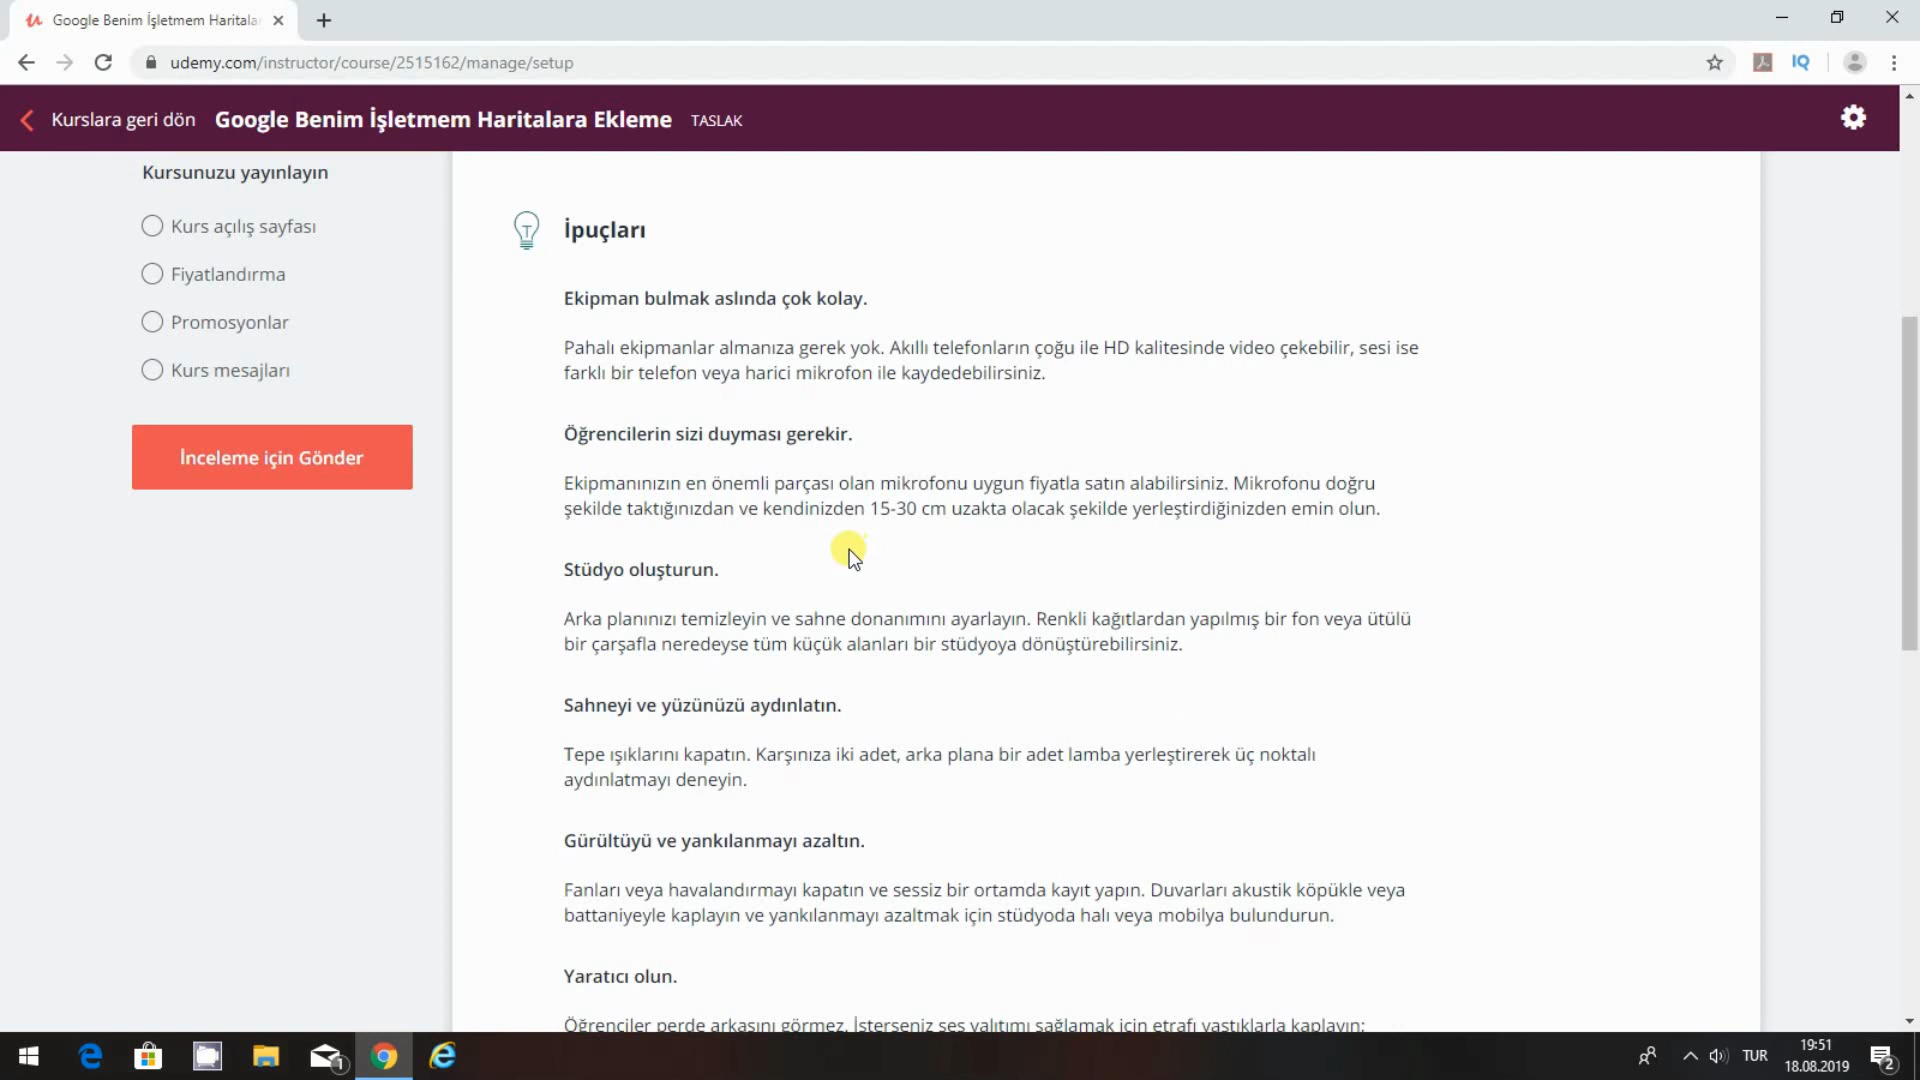 Google Benim İşletmem Haritala
udemy.com/instructor/course/2515162/manage/setup
IQ
Kurslara geri dön Google Benim İşletmem Haritalara Ekleme TASLAK
Kursunuzu yayınlayın
Kurs açılış sayfası
Fiyatlandırma
Promosyonlar
Kurs mesajları
İnceleme için Gönder
İpuçları
Ekipman bulmak aslında çok kolay.
Pahalı ekipmanlar almanıza gerek yok. Akıllı telefonların çoğu ile HD kalitesinde video çekebilir, sesi ise
farklı bir telefon veya harici mikrofon ile kaydedebilirsiniz.
Öğrencilerin sizi duyması gerekir.
Ekipmanınızın en önemli parçası olan mikrofonu uygun fiyatla satın alabilirsiniz. Mikrofonu doğru
şekilde taktığınızdan ve kendinizden 15-30 cm uzakta olacak şekilde yerleştirdiğinizden emin olun.
Stüdyo oluşturun.
Arka planınızı temizleyin ve sahne donanımını ayarlayın. Renkli kağıtlardan yapılmış bir fon veya ütülü
bir çarşafla neredeyse tüm küçük alanları bir stüdyoya dönüştürebilirsiniz.
Sahneyi ve yüzünüzü aydınlatın.
Tepe ışıklarını kapatın. Karşınıza iki adet, arka plana bir adet lamba yerleştirerek üç noktalı
aydınlatmayı deneyin.
Gürültüyü ve yankılanmayı azaltın.
Fanları veya havalandırmayı kapatın ve sessiz bir ortamda kayıt yapın. Duvarları akustik köpükle veya
battaniyeyle kaplayın ve yankılanmayı azaltmak için stüdyoda halı veya mobilya bulundurun.
Yaratıcı olun.
Öğrenciler perde arkasını görmez. İsterseniz ses yalıtımı sağlamak için etrafı yastıklarla kaplayın;
1
TUR
19:51
18.08.2019
2